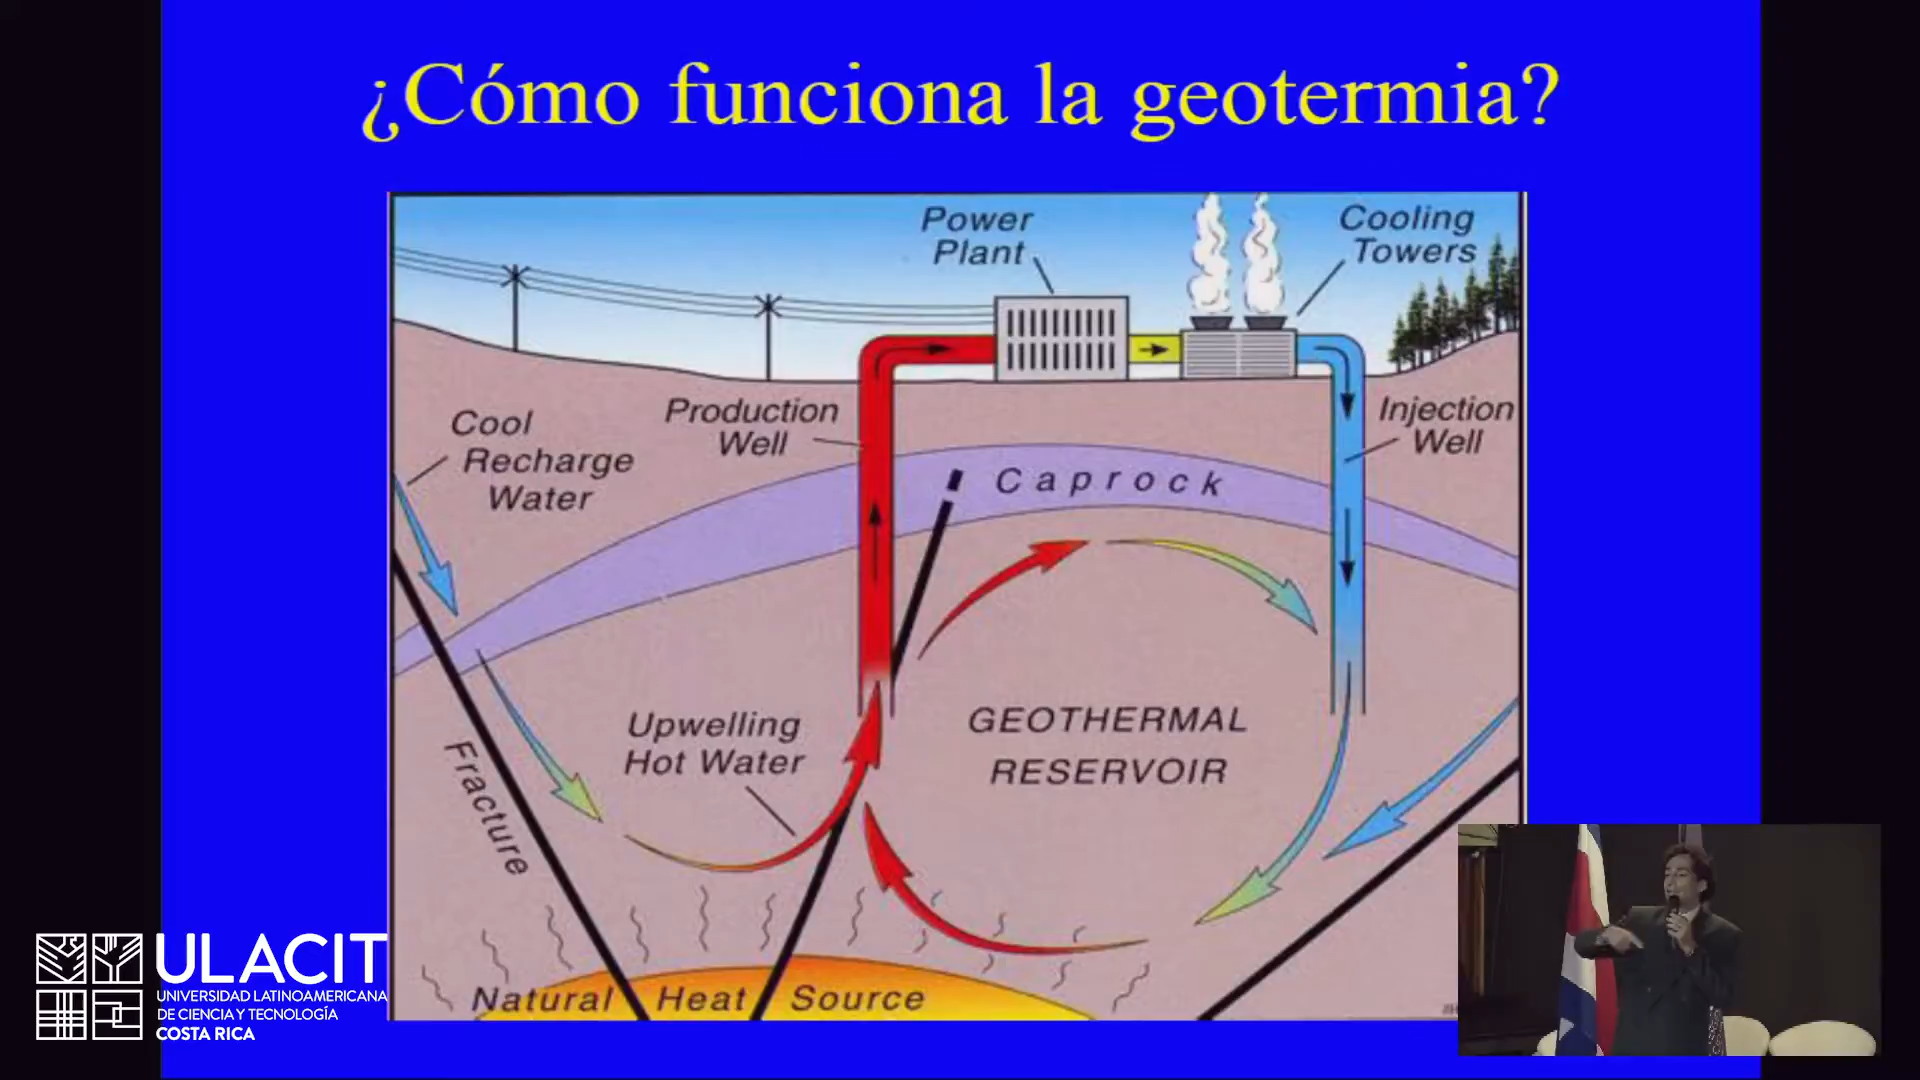 ¿Cómo funciona la geotermia?
Power
Plant
Cooling
Towers
Cool
Recharge
Water
Production
Well
Injection
Well
Caprock
Upwelling
Hot Water
GEOTHERMAL
RESERVOIR
Fracture
Natural Heat Source
ULACIT
UNIVERSIDAD LATINOAMERICANA
DE CIENCIA Y TECNOLOGÍA
COSTA RICA